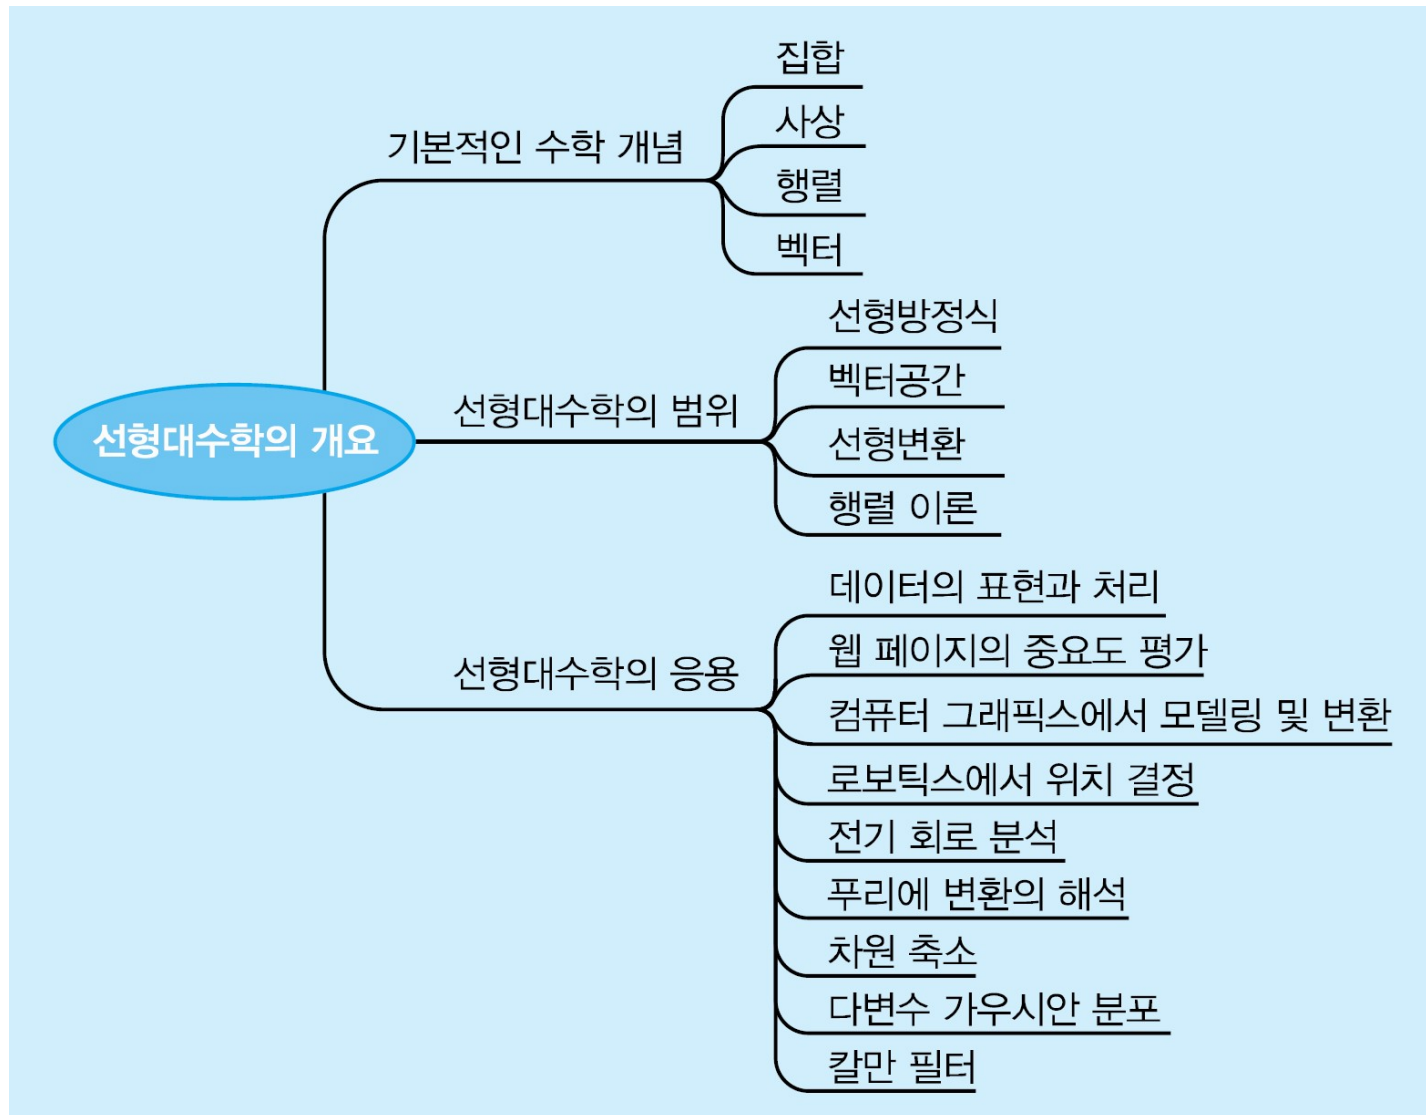 선형대수학의 개요
기본적인 수학 개념
집합
사상
행렬
벡터
선형대수학의 범위
선형방정식
벡터공간
선형변환
행렬 이론
선형대수학의 응용
데이터의 표현과 처리
웹 페이지의 중요도 평가
컴퓨터 그래픽스에서 모델링 및 변환
로보틱스에서 위치 결정
전기 회로 분석
푸리에 변환의 해석
차원 축소
다변수 가우시안 분포
칼만 필터